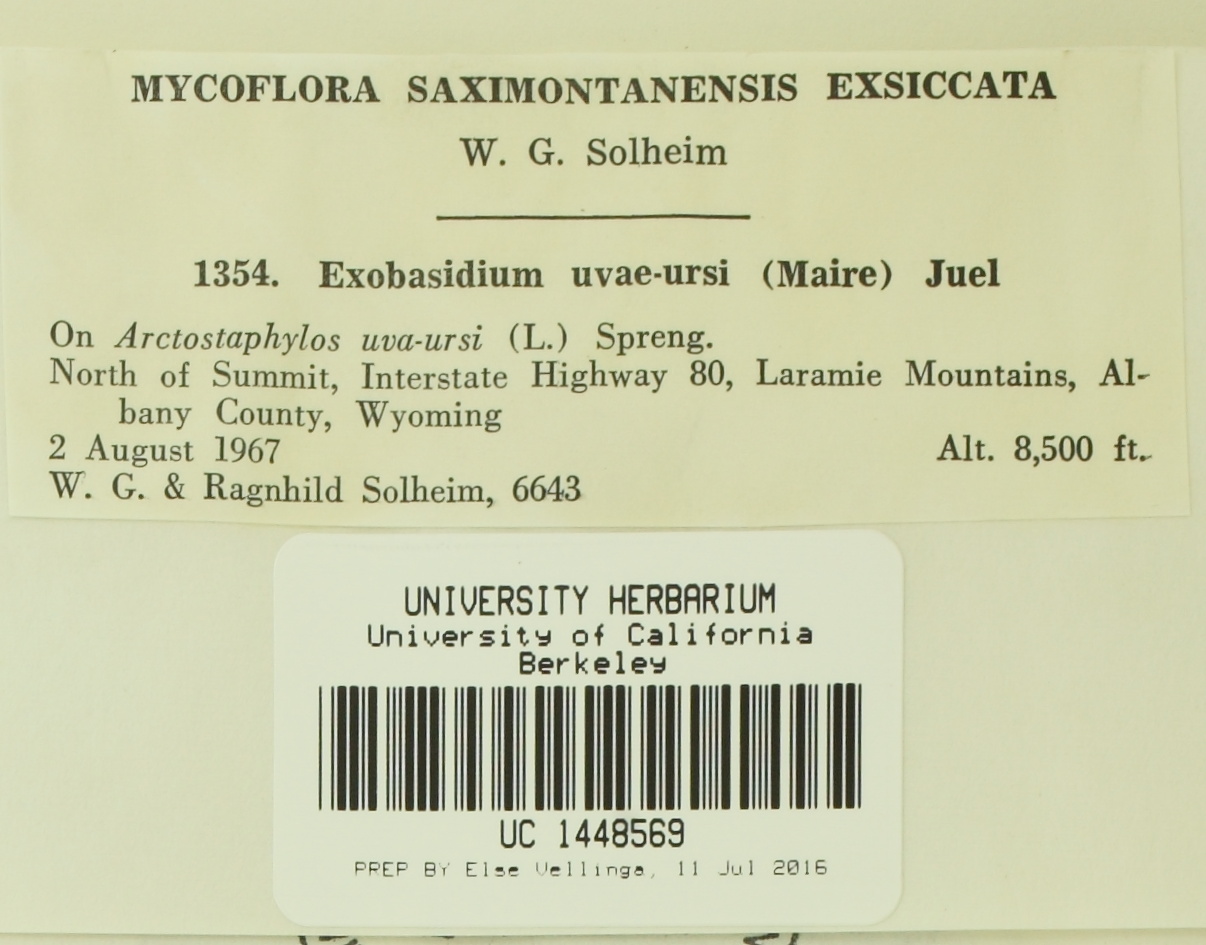 MYCOFLORA SAXIMONTANENSIS EXSICCATA
W. G. Solheim
1354. Exobasidium uvae-ursi (Maire) Juel
On Arctostaphylos uva-ursi (L.) Spreng.
North of Summit, Interstate Highway 80, Laramie Mountains, Al-
bany County, Wyoming
2 August 1967 Alt. 8,500 ft.
W. G. & Ragnhild Solheim, 6643
UNIVERSITY HERBARIUM
University of California
Berkeley
UC 1448569
PREP BY Else Vellinga, 11 Jul 2016